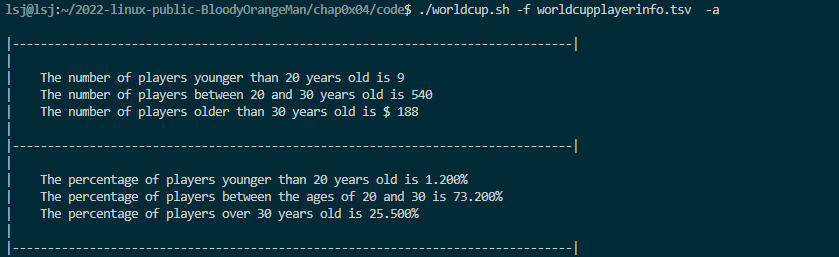 lsj@lsj:~/2022-linux-public-BloodyOrangeMan/chap0x04/code$ ./worldcup.sh -f worldcupplayerinfo.tsv  -a
|----------------------------------------------------------------------|
|
|    The number of players younger than 20 years old is 9
|    The number of players between 20 and 30 years old is 540
|    The number of players older than 30 years old is $ 188
|
|----------------------------------------------------------------------|
|
|    The percentage of players younger than 20 years old is 1.200%
|    The percentage of players between the ages of 20 and 30 is 73.200%
|    The percentage of players over 30 years old is 25.500%
|
|----------------------------------------------------------------------|